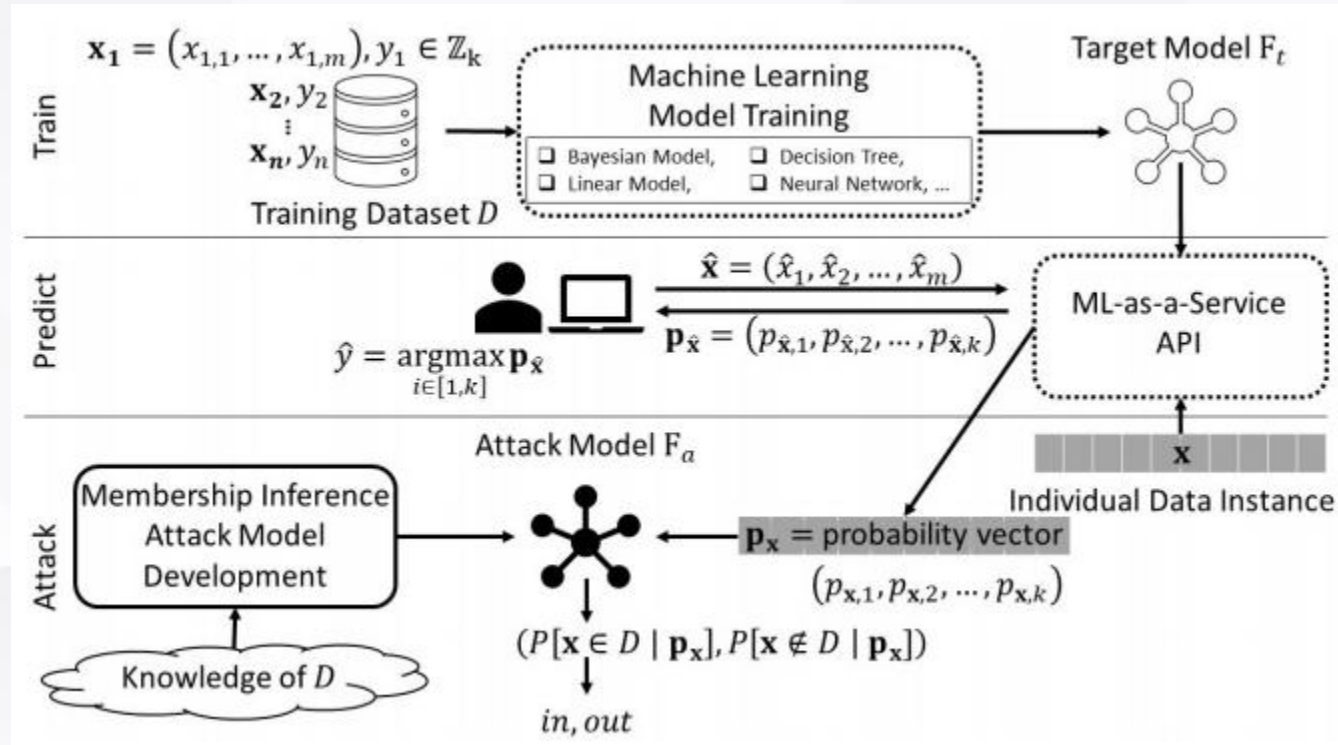 Train
𝐱₁ = (x₁,₁, … , x₁,ₘ), y₁ ∈ ℤₖ
𝐱₂, y₂
⋮
𝐱ₙ, yₙ
Training Dataset D
Machine Learning
Model Training
❑ Bayesian Model, ❑ Decision Tree,
❑ Linear Model, ❑ Neural Network, ...
Target Model Fₜ
Predict
x̂ = (x̂₁, x̂₂, … , x̂ₘ)
p_x̂ = (p_x̂,1, p_x̂,2, … , p_x̂,k)
ŷ = argmax p_x̂
i∈[1,k]
ML-as-a-Service
API
Attack
Membership Inference
Attack Model
Development
Knowledge of D
Attack Model Fₐ
𝐱
Individual Data Instance
pₓ = probability vector
(pₓ,₁, pₓ,₂, … , pₓ,ₖ)
(P[𝐱 ∈ D | pₓ], P[𝐱 ∉ D | pₓ])
in, out